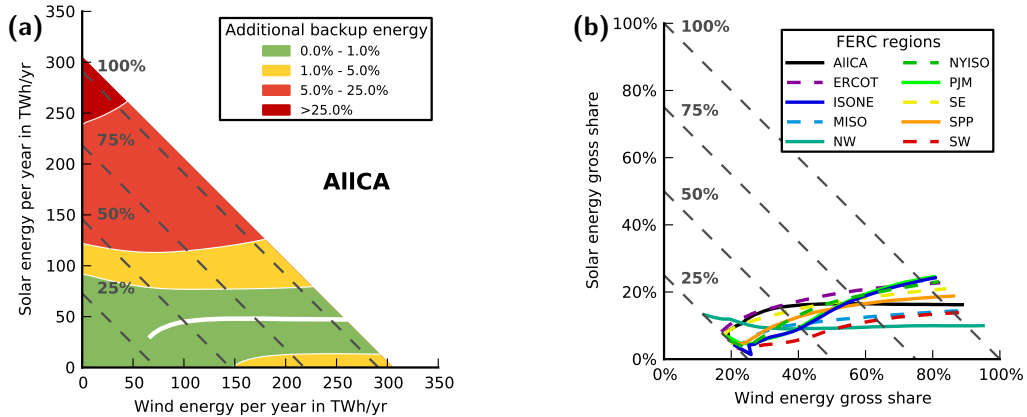 (a)
350
300
250
200
150
100
50
0
Solar energy per year in TWh/yr
0 50 100 150 200 250 300 350
Wind energy per year in TWh/yr
100%
75%
50%
25%
Additional backup energy
0.0% - 1.0%
1.0% - 5.0%
5.0% - 25.0%
>25.0%
AllCA
(b)
100%
80%
60%
40%
20%
0%
Solar energy gross share
0% 20% 40% 60% 80% 100%
Wind energy gross share
100%
75%
50%
25%
FERC regions
AllCA NYISO
ERCOT PJM
ISONE SE
MISO SPP
NW SW